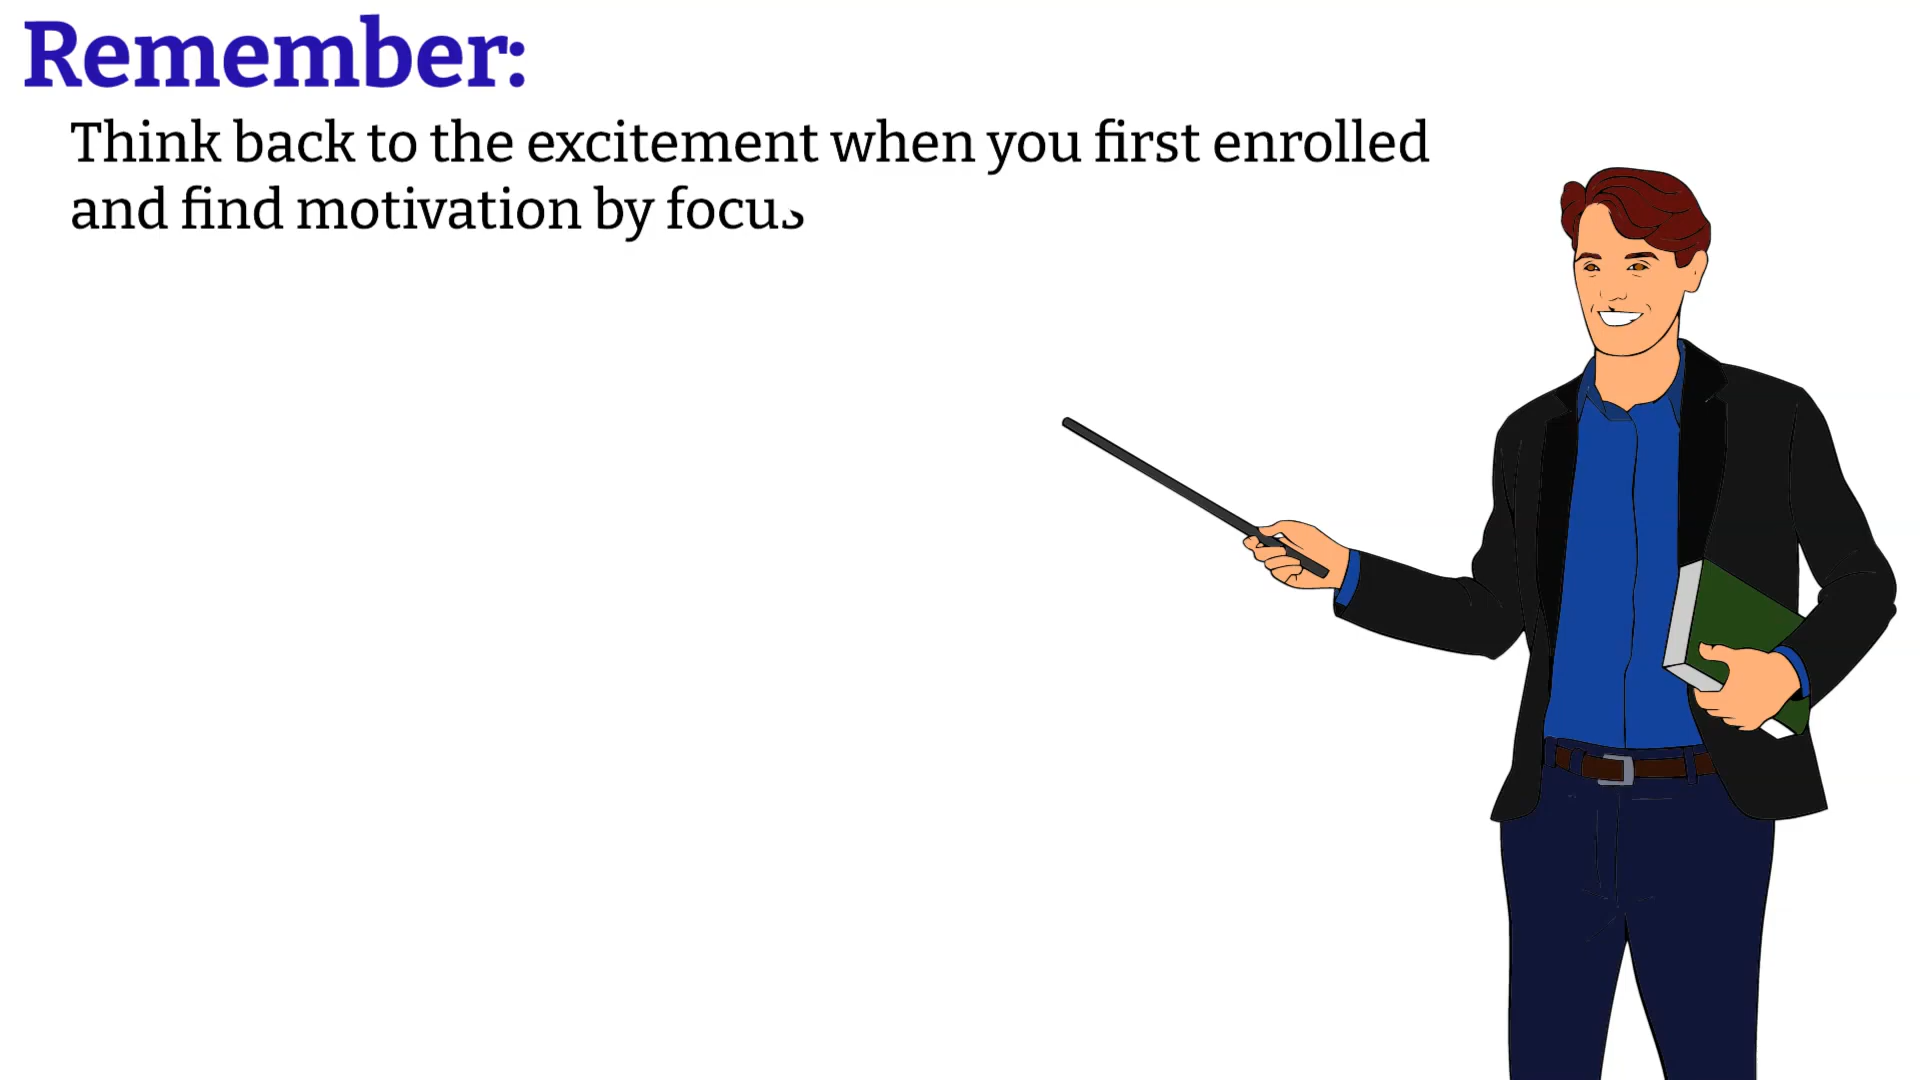 Remember:
Think back to the excitement when you first enrolled
and find motivation by focus